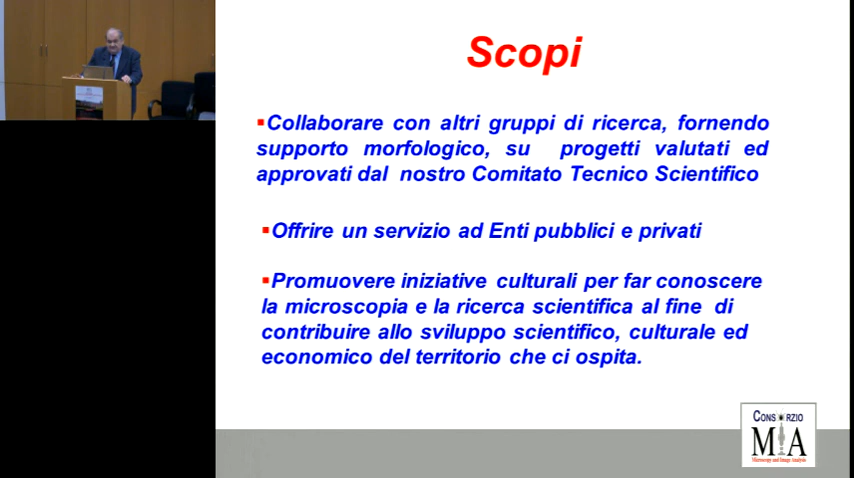 Scopi
▪Collaborare con altri gruppi di ricerca, fornendo
supporto morfologico, su progetti valutati ed
approvati dal nostro Comitato Tecnico Scientifico
▪Offrire un servizio ad Enti pubblici e privati
▪Promuovere iniziative culturali per far conoscere
la microscopia e la ricerca scientifica al fine di
contribuire allo sviluppo scientifico, culturale ed
economico del territorio che ci ospita.
CONSORZIO
MIA
Microscopy and Image Analysis